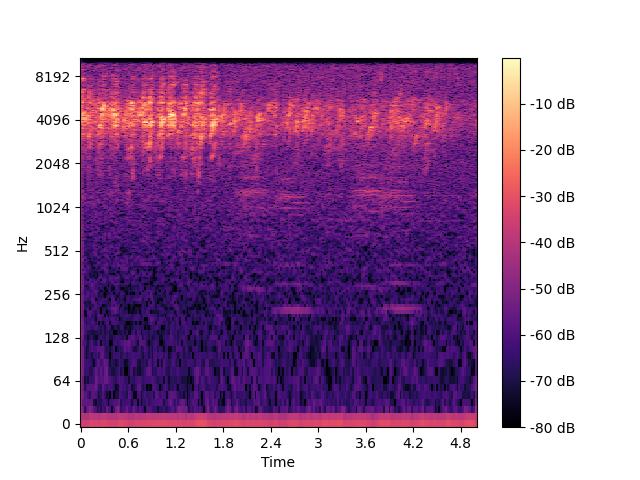 8192
4096
2048
1024
512
256
128
64
0
Hz
0 0.6 1.2 1.8 2.4 3 3.6 4.2 4.8
Time
-10 dB
-20 dB
-30 dB
-40 dB
-50 dB
-60 dB
-70 dB
-80 dB